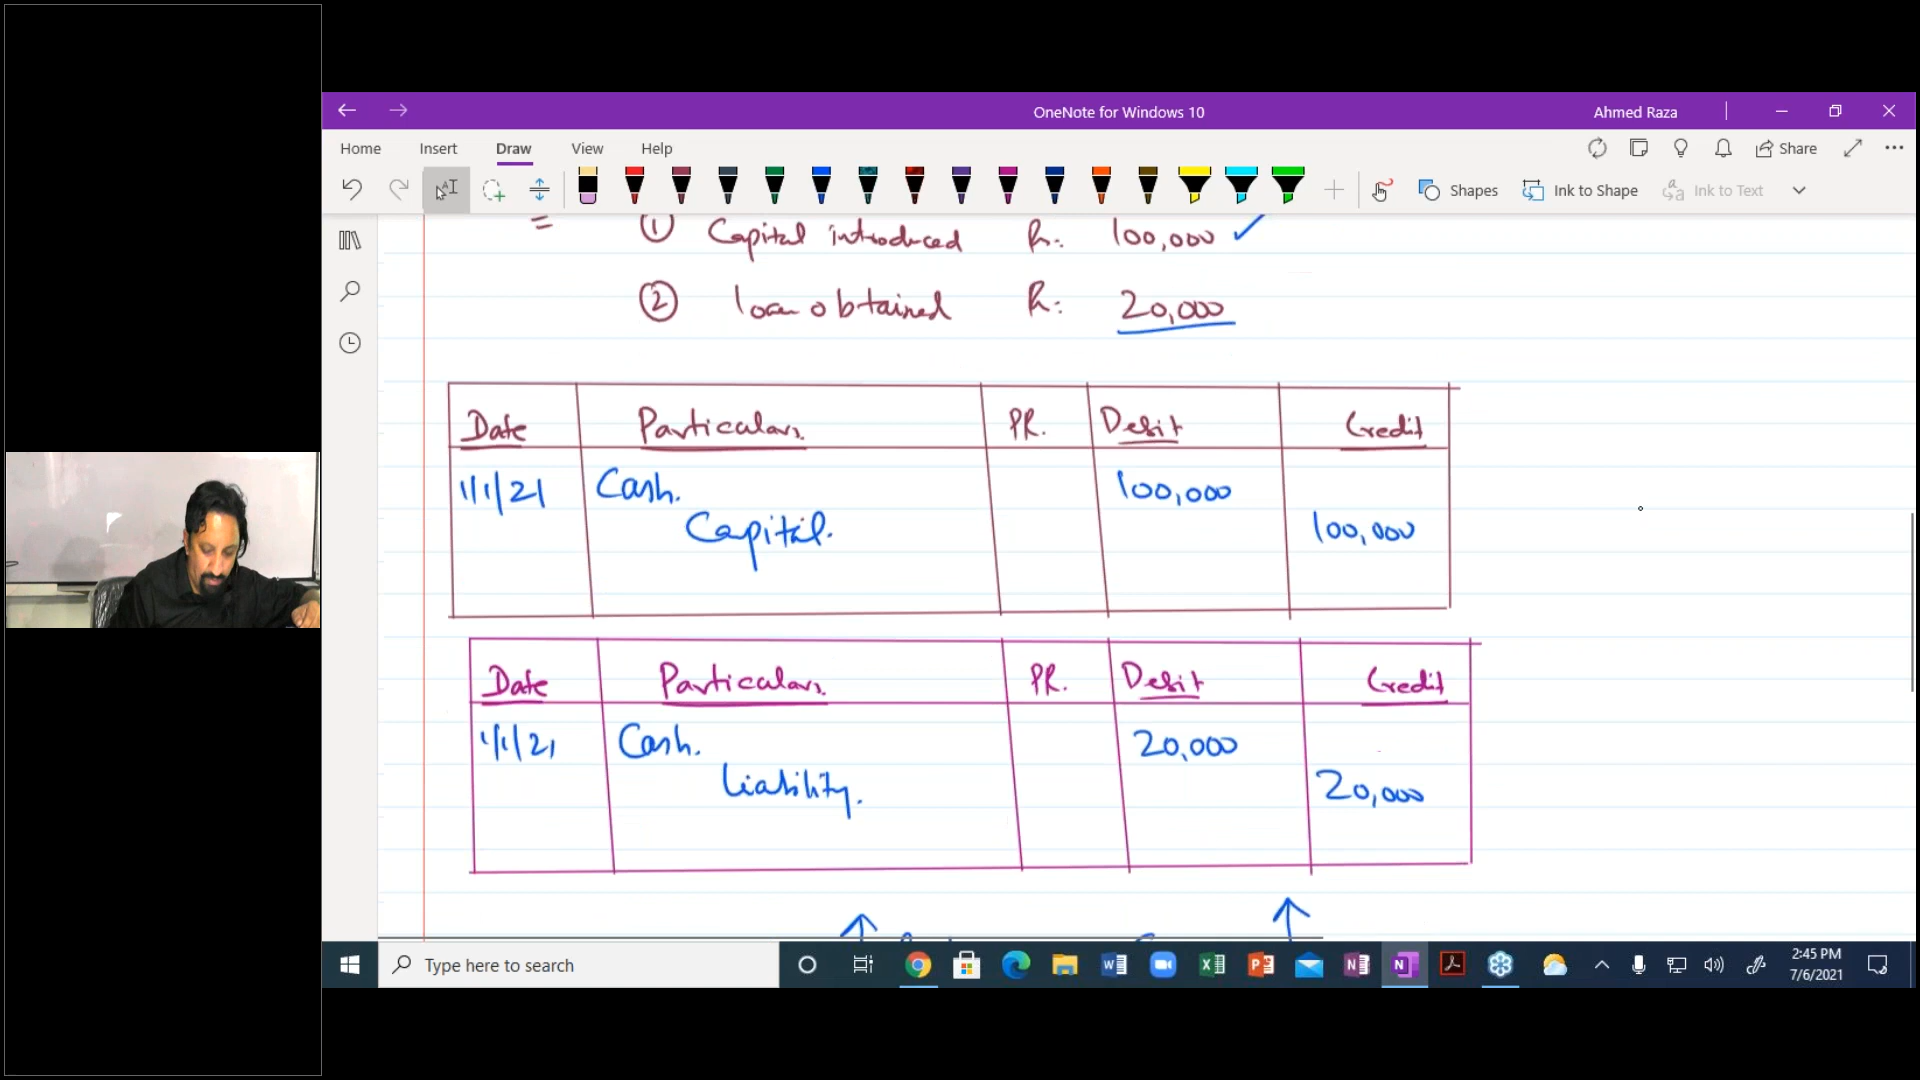 OneNote for Windows 10
Ahmed Raza
Home Insert Draw View Help
Share
Shapes Ink to Shape Ink to Text
= ① Capital introduced Rs: 100,000 ✓
② loan obtained Rs: 20,000
Date Particulars. PR. Debit Credit
1/1/21 Cash. 100,000
Capital. 100,000
Date Particulars. PR. Debit Credit
1/1/21 Cash. 20,000
Liability. 20,000
Type here to search
2:45 PM
7/6/2021